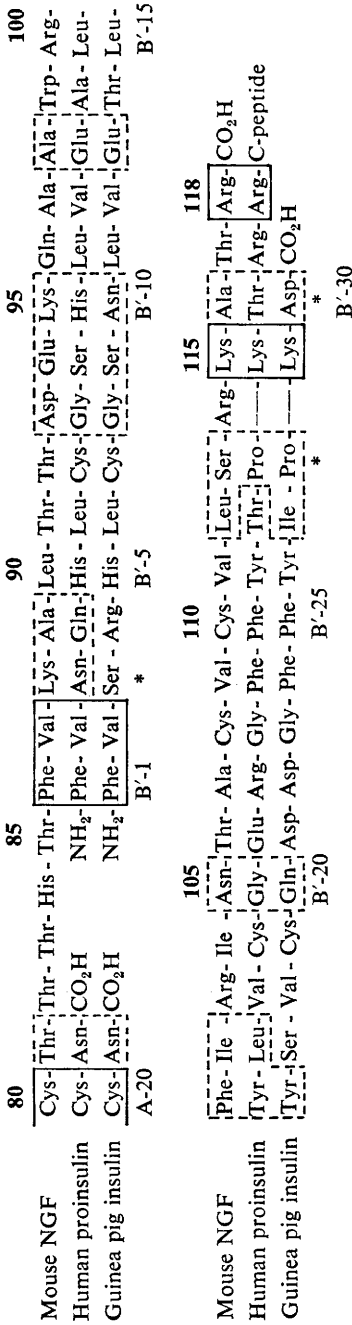 80 85 90 95 100
Mouse NGF Cys-Thr-Thr-Thr-His-Thr-Phe-Val-Lys-Ala-Leu-Thr-Thr-Asp-Glu-Lys-Gln-Ala-Ala-Trp-Arg-
Human proinsulin Cys-Asn-CO₂H NH₂-Phe-Val-Asn-Gln-His-Leu-Cys-Gly-Ser-His-Leu-Val-Glu-Ala-Leu-
Guinea pig insulin Cys-Asn-CO₂H NH₂-Phe-Val-Ser-Arg-His-Leu-Cys-Gly-Ser-Asn-Leu-Val-Glu-Thr-Leu-
A-20 B′-1 * B′-5 B′-10 B′-15
105 110 115 118
Mouse NGF Phe-Ile-Arg-Ile-Asn-Thr-Ala-Cys-Val-Cys-Val-Leu-Ser-Arg-Lys-Ala-Thr-Arg-CO₂H
Human proinsulin Tyr-Leu-Val-Cys-Gly-Glu-Arg-Gly-Phe-Phe-Tyr-Thr-Pro——Lys-Thr-Arg-Arg-C-peptide
Guinea pig insulin Tyr-Ser-Val-Cys-Gln-Asp-Asp-Gly-Phe-Phe-Tyr-Ile-Pro——Lys-Asp-CO₂H
B′-20 B′-25 * *
B′-30